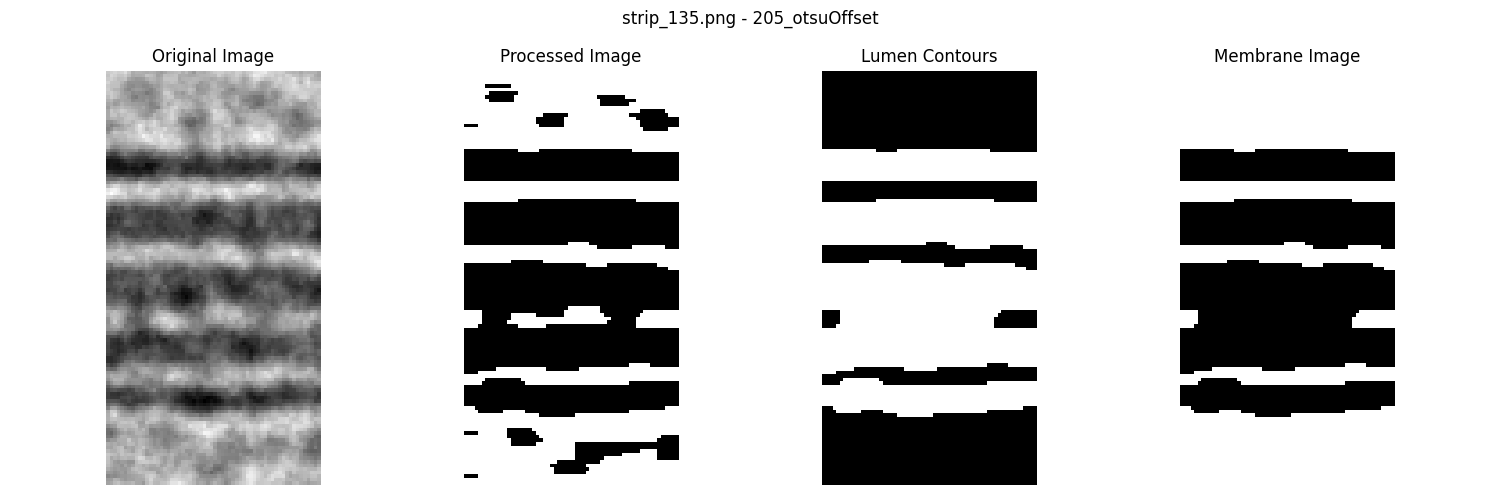 strip_135.png - 205_otsuOffset
Original Image
Processed Image
Lumen Contours
Membrane Image